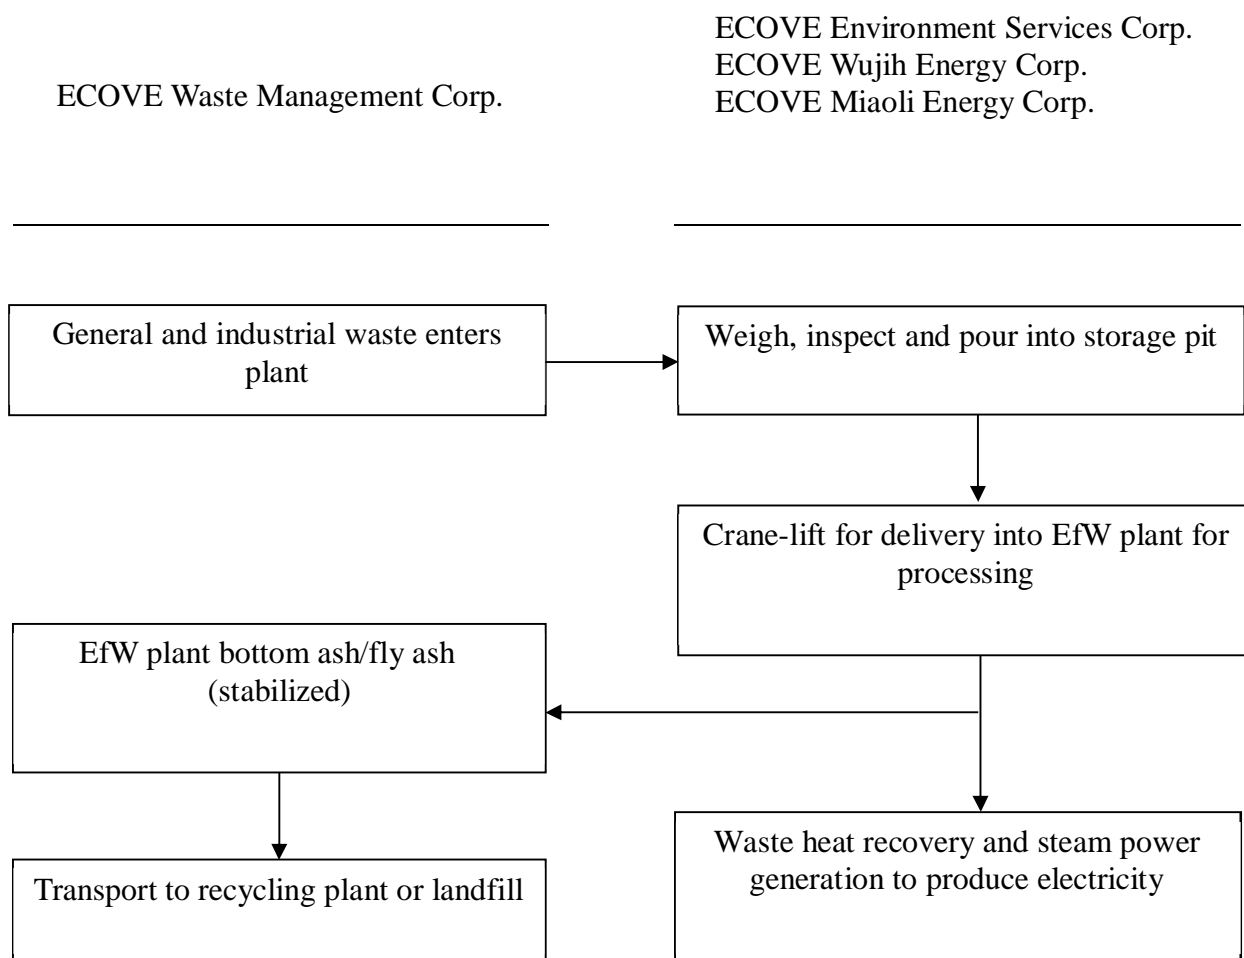 ECOVE Waste Management Corp.
ECOVE Environment Services Corp.
ECOVE Wujih Energy Corp.
ECOVE Miaoli Energy Corp.
General and industrial waste enters
plant
Weigh, inspect and pour into storage pit
Crane-lift for delivery into EfW plant for
processing
EfW plant bottom ash/fly ash
(stabilized)
Waste heat recovery and steam power
generation to produce electricity
Transport to recycling plant or landfill